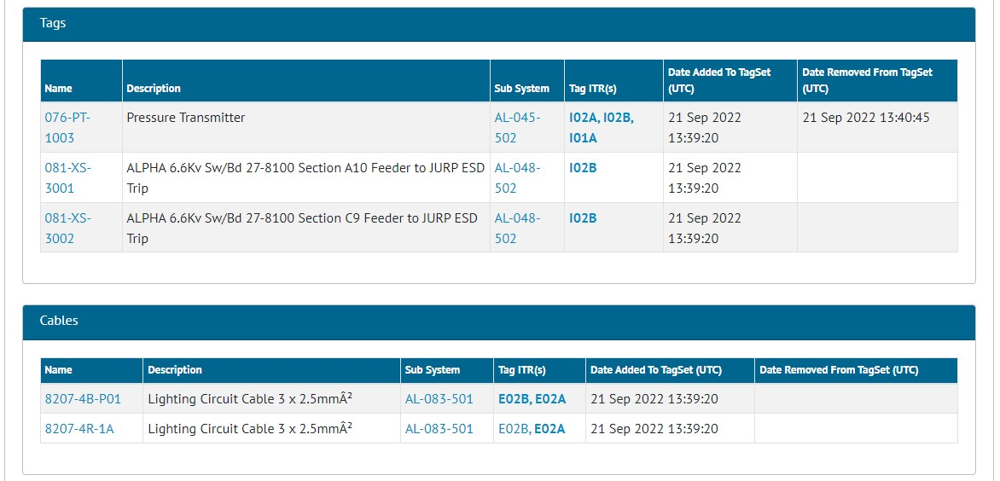 Tags
Name Description Sub System Tag ITR(s) Date Added To TagSet (UTC) Date Removed From TagSet (UTC)
076-PT-1003 Pressure Transmitter AL-045-502 I02A, I02B, I01A 21 Sep 2022 13:39:20 21 Sep 2022 13:40:45
081-XS-3001 ALPHA 6.6Kv Sw/Bd 27-8100 Section A10 Feeder to JURP ESD Trip AL-048-502 I02B 21 Sep 2022 13:39:20
081-XS-3002 ALPHA 6.6Kv Sw/Bd 27-8100 Section C9 Feeder to JURP ESD Trip AL-048-502 I02B 21 Sep 2022 13:39:20
Cables
Name Description Sub System Tag ITR(s) Date Added To TagSet (UTC) Date Removed From TagSet (UTC)
8207-4B-P01 Lighting Circuit Cable 3 x 2.5mmÂ² AL-083-501 E02B, E02A 21 Sep 2022 13:39:20
8207-4R-1A Lighting Circuit Cable 3 x 2.5mmÂ² AL-083-501 E02B, E02A 21 Sep 2022 13:39:20